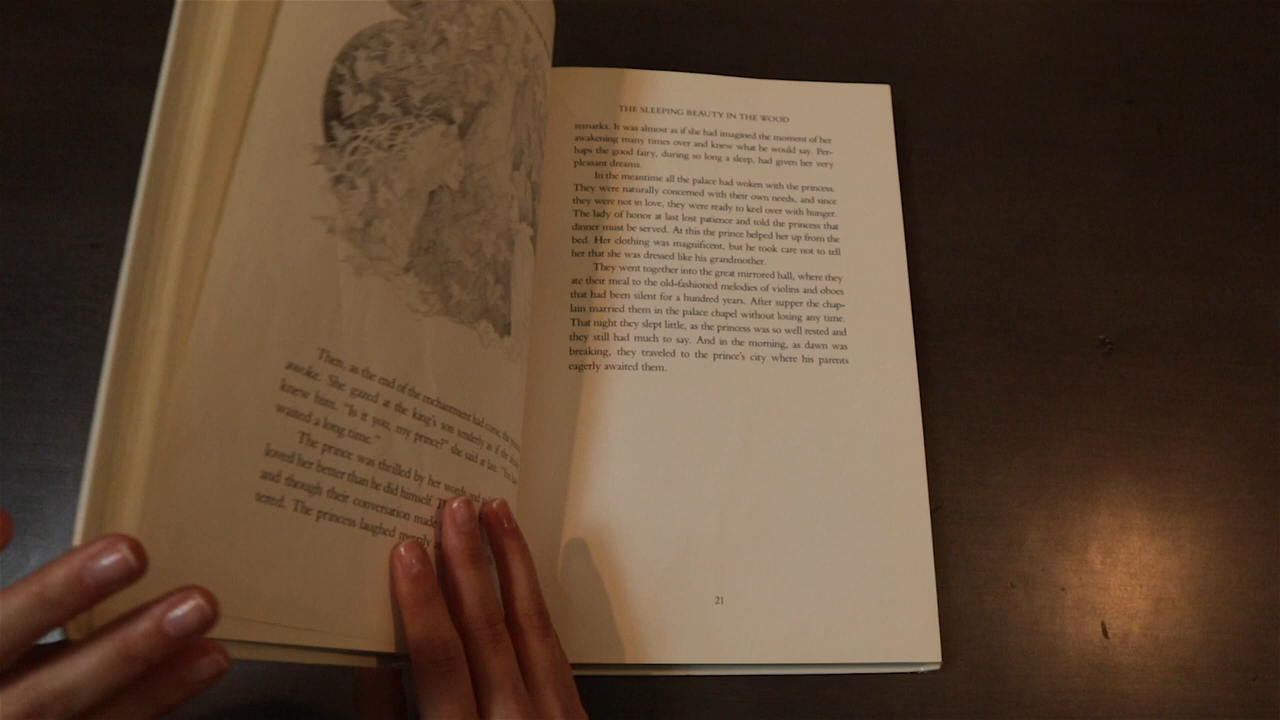 Then, as the end of the enchantment had come, the
awoke. She gazed at the king's son tenderly as if she
knew him. "Is it you, my prince?" she said at last.
waited a long time."
The prince was thrilled by her words and
loved her better than he did himself.
and though their conversation made
tered. The princess laughed merrily
THE SLEEPING BEAUTY IN THE WOOD
remarks. It was almost as if she had imagined the moment of her
awakening many times over and knew what he would say. Per-
haps the good fairy, during so long a sleep, had given her very
pleasant dreams.
In the meantime all the palace had woken with the princess.
They were naturally concerned with their own needs, and since
they were not in love, they were ready to keel over with hunger.
The lady of honor at last lost patience and told the princess that
dinner must be served. At this the prince helped her up from the
bed. Her clothing was magnificent, but he took care not to tell
her that she was dressed like his grandmother.
They went together into the great mirrored hall, where they
ate their meal to the old-fashioned melodies of violins and oboes
that had been silent for a hundred years. After supper the chap-
lain married them in the palace chapel without losing any time.
That night they slept little, as the princess was so well rested and
they still had much to say. And in the morning, as dawn was
breaking, they traveled to the prince's city where his parents
eagerly awaited them.
21